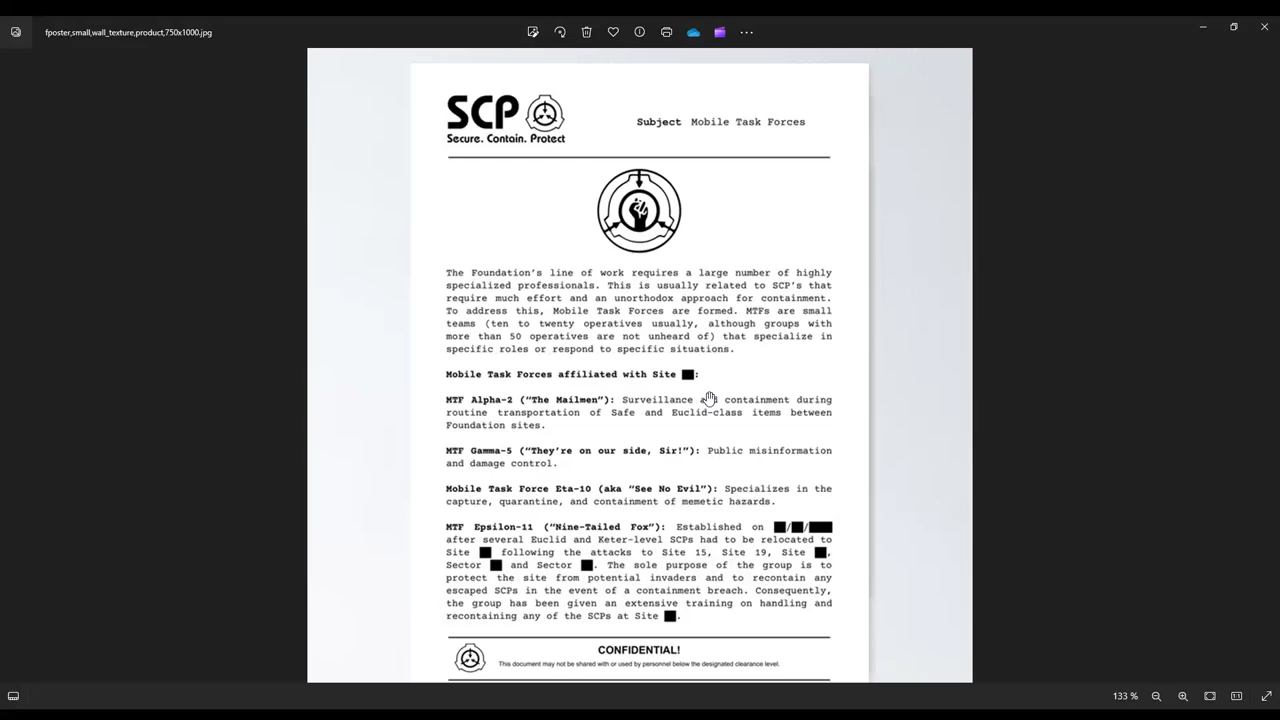 fposter,small,wall_texture,product,750x1000.jpg
SCP
Secure. Contain. Protect
Subject Mobile Task Forces
The Foundation's line of work requires a large number of highly
specialized professionals. This is usually related to SCP's that
require much effort and an unorthodox approach for containment.
To address this, Mobile Task Forces are formed. MTFs are small
teams (ten to twenty operatives usually, although groups with
more than 50 operatives are not unheard of) that specialize in
specific roles or respond to specific situations.
Mobile Task Forces affiliated with Site ██:
MTF Alpha-2 (“The Mailmen”): Surveillance and containment during
routine transportation of Safe and Euclid-class items between
Foundation sites.
MTF Gamma-5 (“They're on our side, Sir!”): Public misinformation
and damage control.
Mobile Task Force Eta-10 (aka “See No Evil”): Specializes in the
capture, quarantine, and containment of memetic hazards.
MTF Epsilon-11 (“Nine-Tailed Fox”): Established on ██/██/████
after several Euclid and Keter-level SCPs had to be relocated to
Site ██ following the attacks to Site 15, Site 19, Site ██,
Sector ██ and Sector ██. The sole purpose of the group is to
protect the site from potential invaders and to recontain any
escaped SCPs in the event of a containment breach. Consequently,
the group has been given an extensive training on handling and
recontaining any of the SCPs at Site ██.
CONFIDENTIAL!
This document may not be shared with or used by personnel below the designated clearance level.
133 %